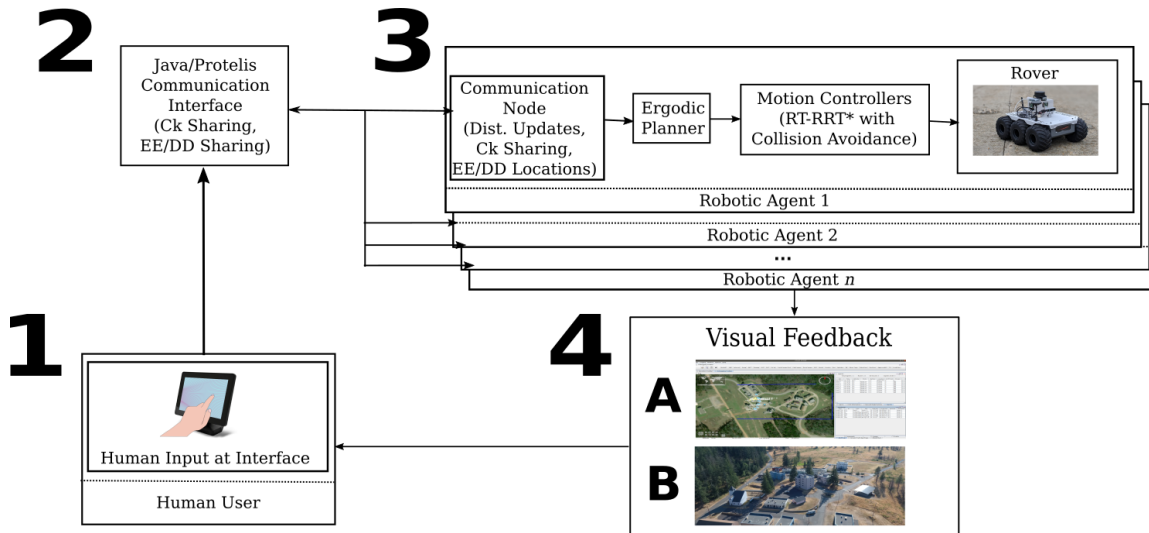 2
Java/Protelis
Communication
Interface
(Ck Sharing,
EE/DD Sharing)
3
Communication
Node
(Dist. Updates,
Ck Sharing,
EE/DD Locations)
Ergodic
Planner
Motion Controllers
(RT-RRT* with
Collision Avoidance)
Rover
Robotic Agent 1
Robotic Agent 2
...
Robotic Agent n
1
Human Input at Interface
Human User
4
Visual Feedback
A
B